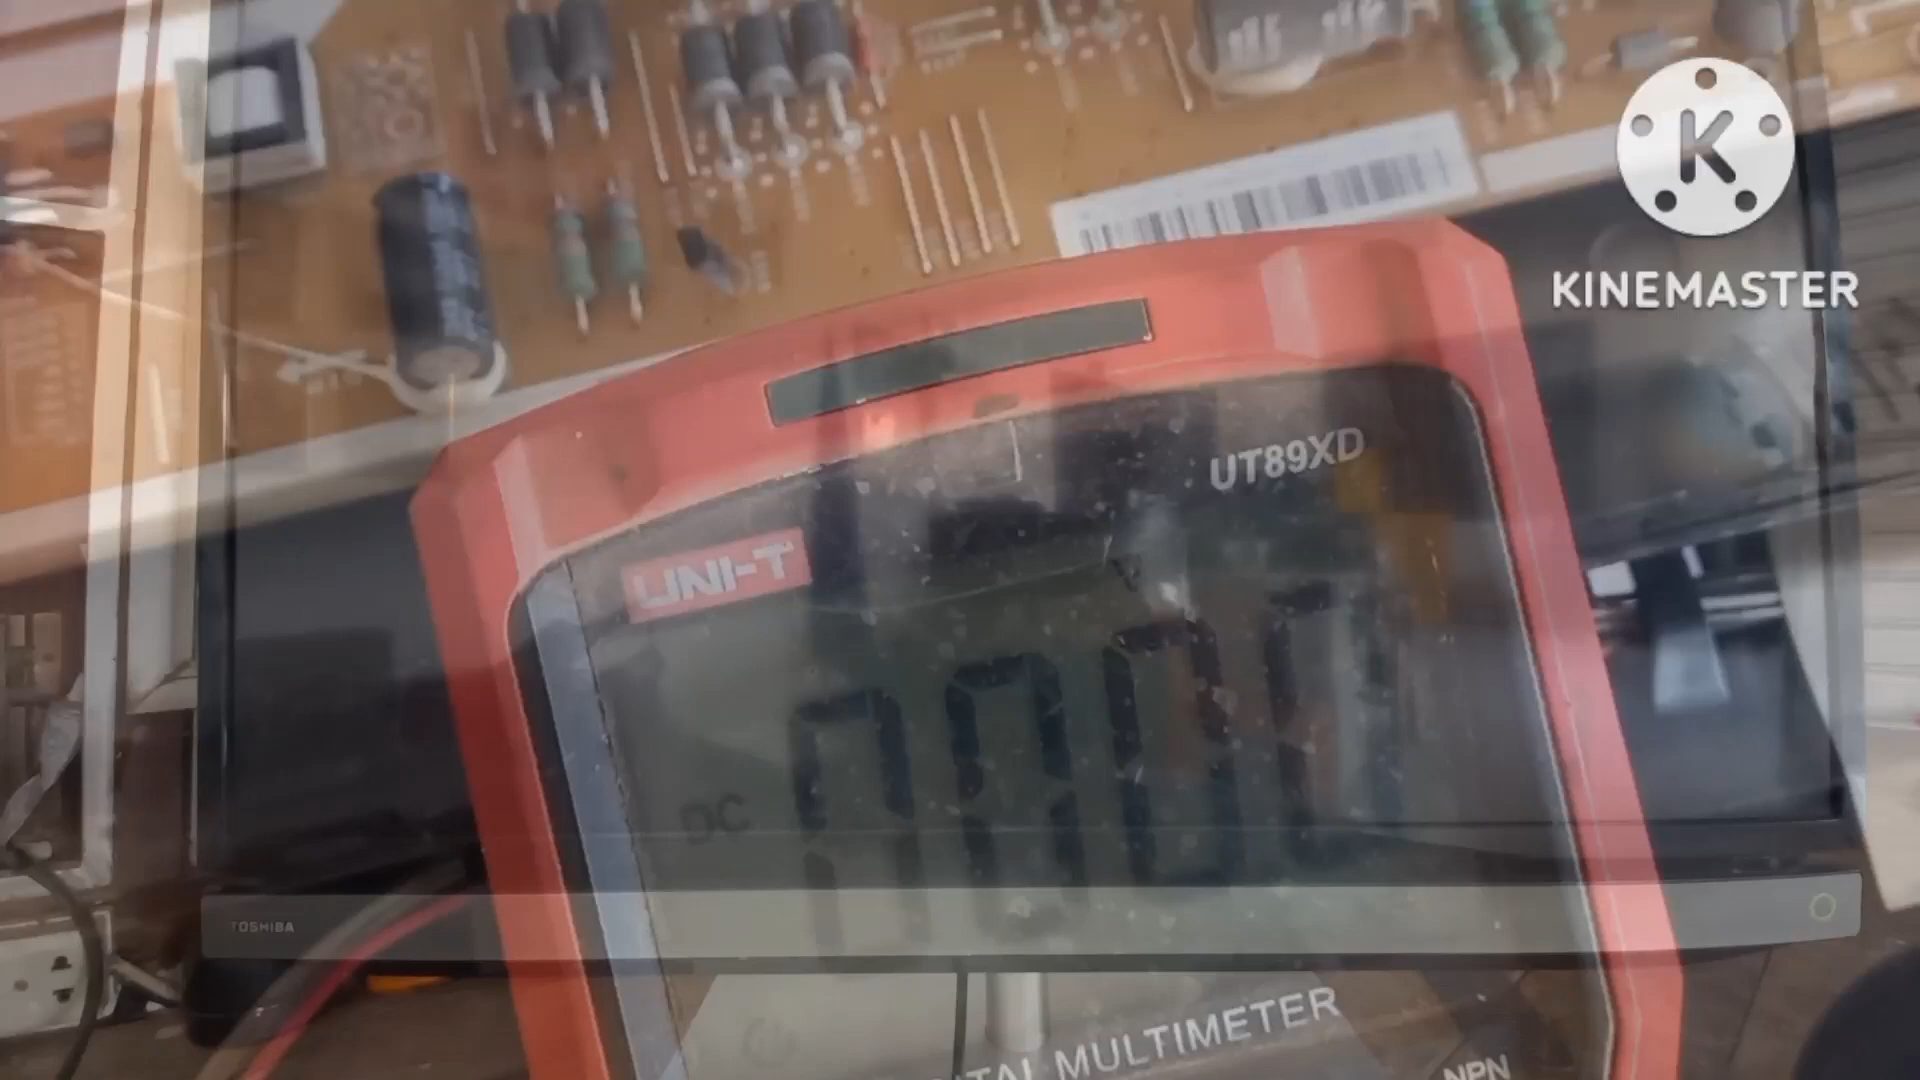 KINEMASTER
UT89XD
UNI-T
DC
TOSHIBA
MULTIMETER
NPN